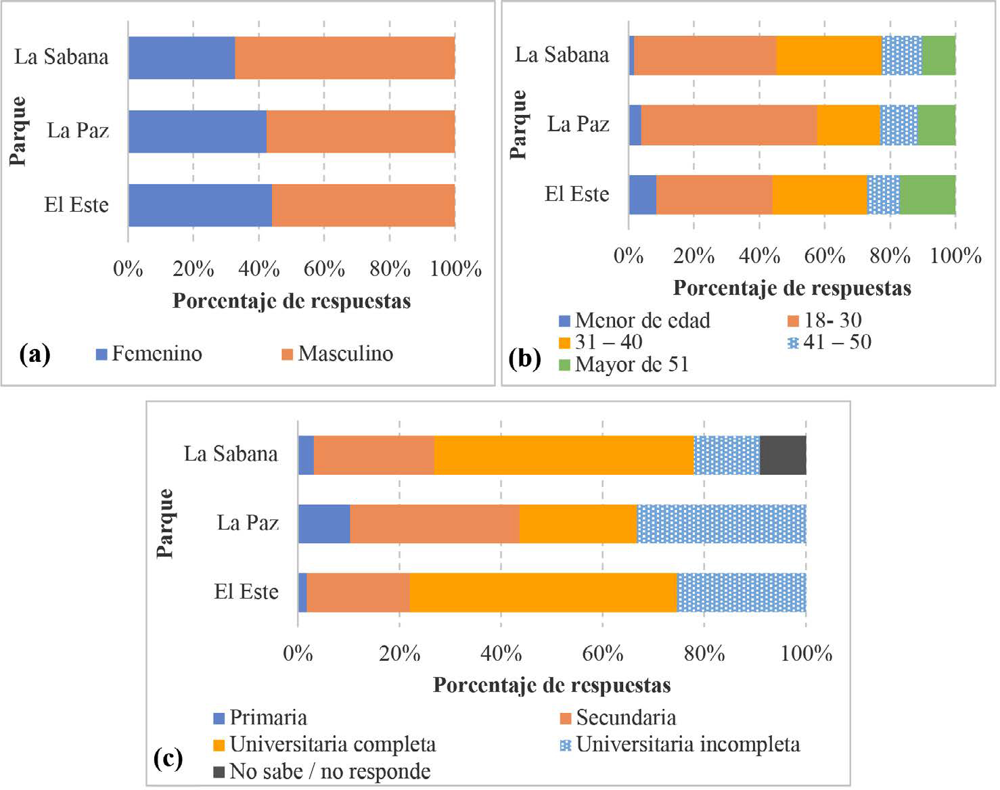 La Sabana
La Paz
El Este
Parque
0% 20% 40% 60% 80% 100%
Porcentaje de respuestas
(a)
Femenino Masculino
La Sabana
La Paz
El Este
Parque
0% 20% 40% 60% 80% 100%
Porcentaje de respuestas
Menor de edad 18- 30
31 – 40 41 – 50
(b)
Mayor de 51
La Sabana
La Paz
El Este
Parque
0% 20% 40% 60% 80% 100%
Porcentaje de respuestas
Primaria Secundaria
Universitaria completa Universitaria incompleta
(c)
No sabe / no responde